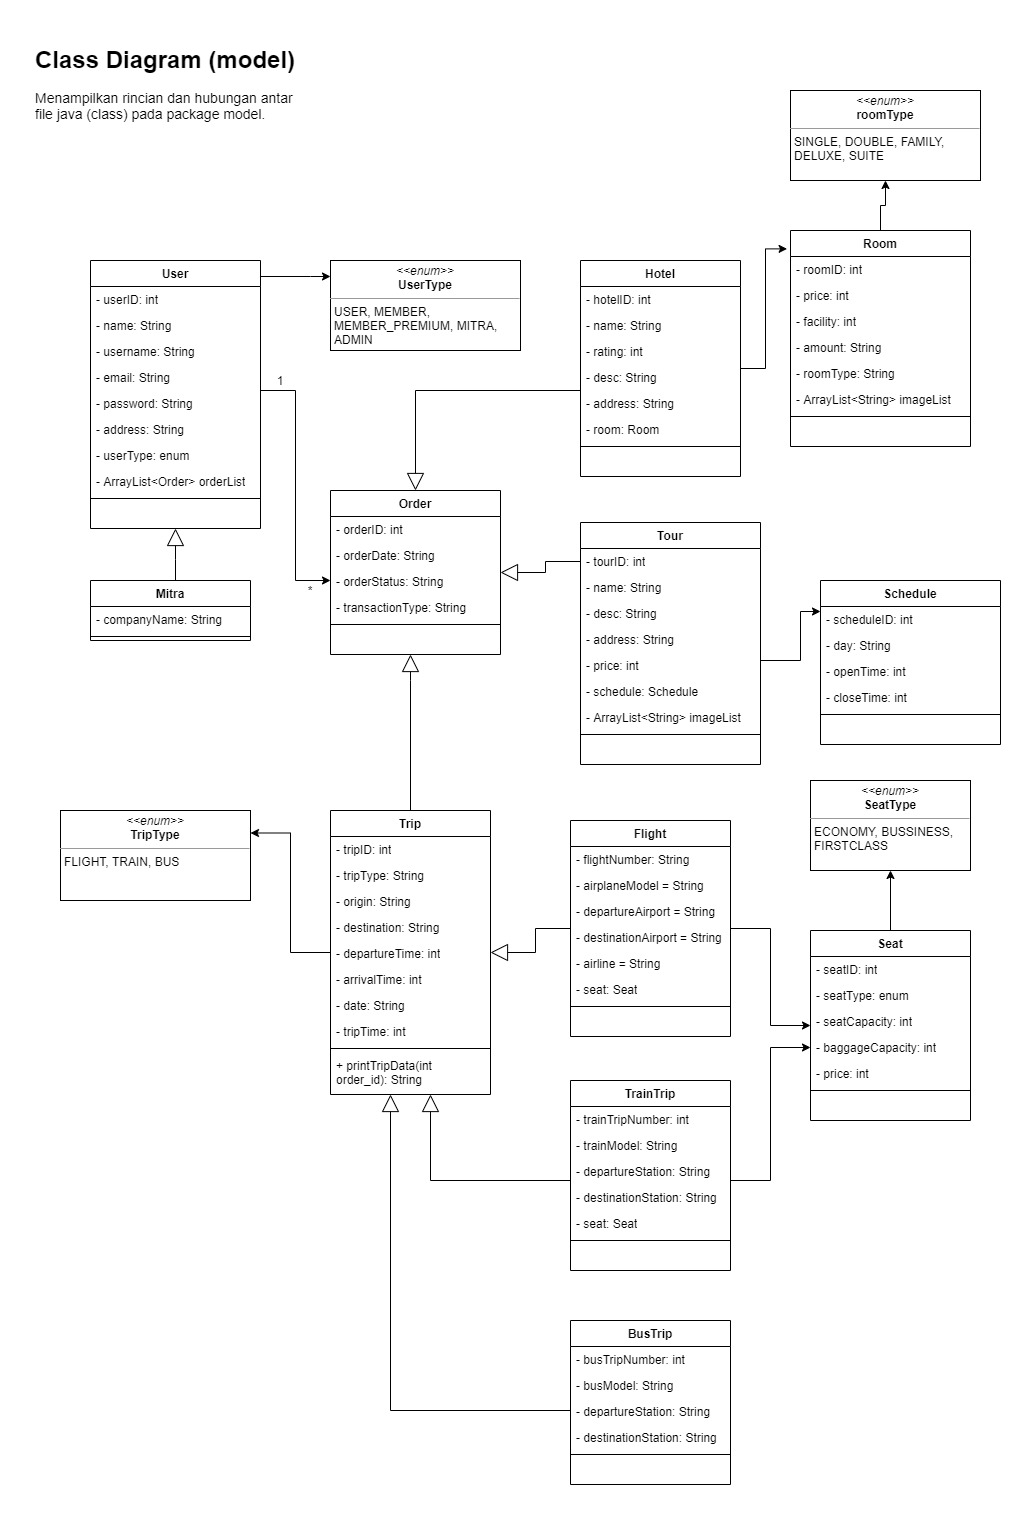 Class Diagram (model)
Menampilkan rincian dan hubungan antar
file java (class) pada package model.
<<enum>>
roomType
SINGLE, DOUBLE, FAMILY,
DELUXE, SUITE
Room
- roomID: int
- price: int
- facility: int
- amount: String
- roomType: String
- ArrayList<String> imageList
User
- userID: int
- name: String
- username: String
- email: String
- password: String
- address: String
- userType: enum
- ArrayList<Order> orderList
<<enum>>
UserType
USER, MEMBER,
MEMBER_PREMIUM, MITRA,
ADMIN
Hotel
- hotelID: int
- name: String
- rating: int
- desc: String
- address: String
- room: Room
1
*
Mitra
- companyName: String
Order
- orderID: int
- orderDate: String
- orderStatus: String
- transactionType: String
Tour
- tourID: int
- name: String
- desc: String
- address: String
- price: int
- schedule: Schedule
- ArrayList<String> imageList
Schedule
- scheduleID: int
- day: String
- openTime: int
- closeTime: int
<<enum>>
TripType
FLIGHT, TRAIN, BUS
Trip
- tripID: int
- tripType: String
- origin: String
- destination: String
- departureTime: int
- arrivalTime: int
- date: String
- tripTime: int
+ printTripData(int
order_id): String
Flight
- flightNumber: String
- airplaneModel = String
- departureAirport = String
- destinationAirport = String
- airline = String
- seat: Seat
<<enum>>
SeatType
ECONOMY, BUSSINESS,
FIRSTCLASS
Seat
- seatID: int
- seatType: enum
- seatCapacity: int
- baggageCapacity: int
- price: int
TrainTrip
- trainTripNumber: int
- trainModel: String
- departureStation: String
- destinationStation: String
- seat: Seat
BusTrip
- busTripNumber: int
- busModel: String
- departureStation: String
- destinationStation: String